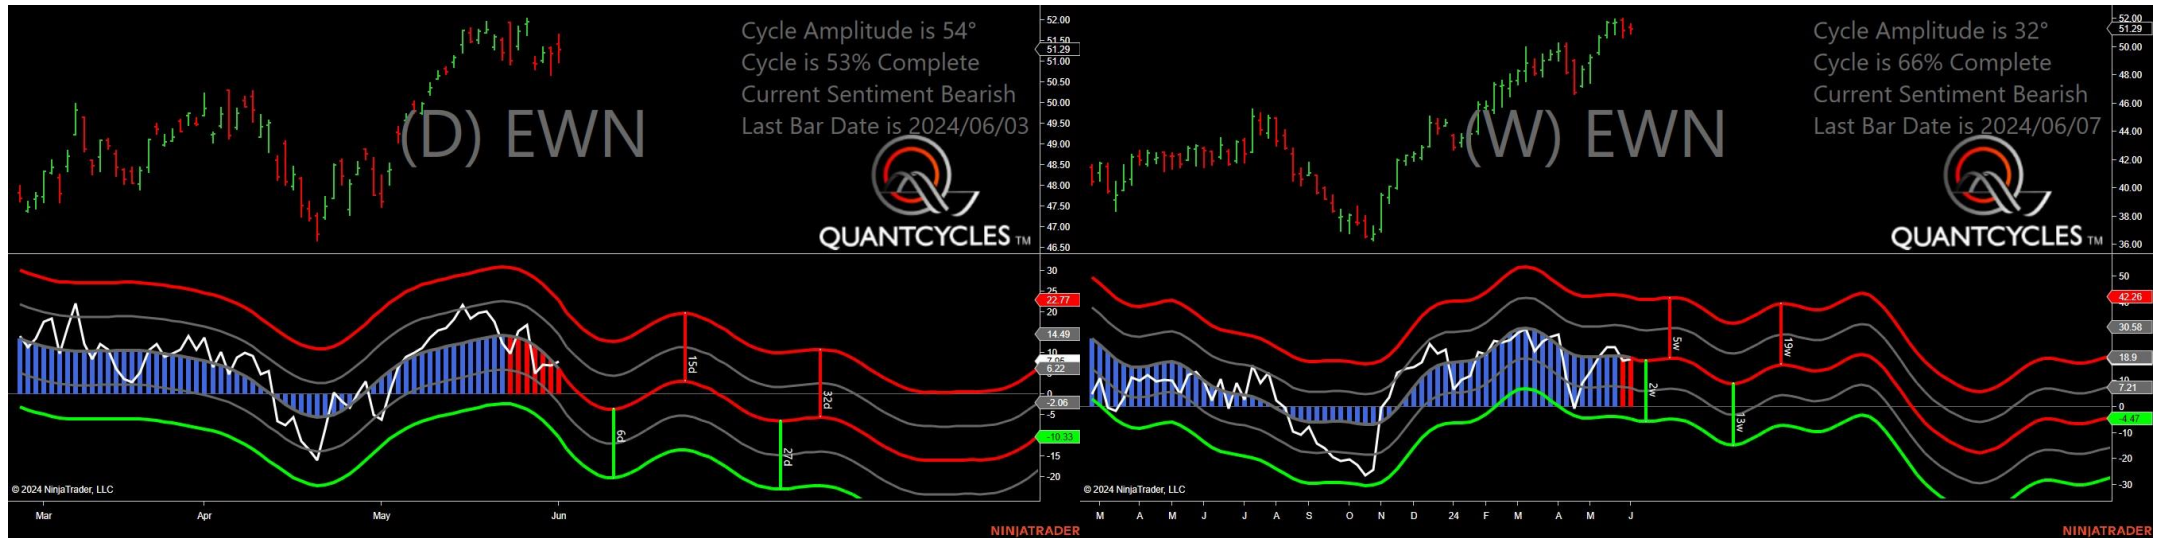 Cycle Amplitude is 54°
Cycle is 53% Complete
Current Sentiment Bearish
Last Bar Date is 2024/06/03
(D) EWN
QUANTCYCLES TM
52.00
51.50
51.29
51.00
50.50
50.00
49.50
49.00
48.50
48.00
47.50
47.00
46.50
30
25
22.77
20
14.49
10
6.22
-2.06
-5
-10.33
-15
-20
6d
15d
27d
32d
© 2024 NinjaTrader, LLC
Mar
Apr
May
Jun
NINJATRADER
Cycle Amplitude is 32°
Cycle is 66% Complete
Current Sentiment Bearish
Last Bar Date is 2024/06/07
(W) EWN
QUANTCYCLES TM
52.00
51.29
50.00
48.00
46.00
44.00
42.00
40.00
38.00
36.00
50
42.26
30.58
18.9
10
7.21
0
-4.47
-10
-20
-30
2w
5w
13w
19w
© 2024 NinjaTrader, LLC
M
A
M
J
J
A
S
O
N
D
24
F
M
A
M
J
NINJATRADER